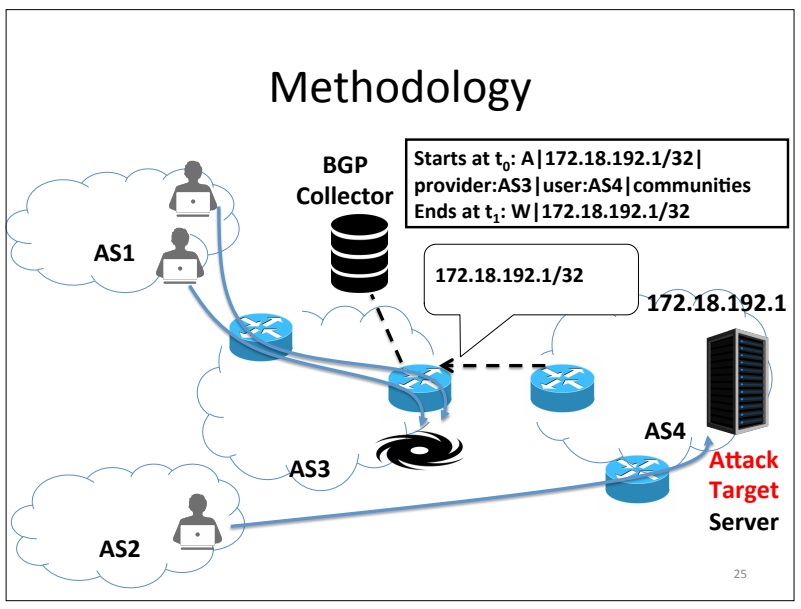 Methodology
BGP
Collector
Starts at t0: A|172.18.192.1/32|
provider:AS3|user:AS4|communities
Ends at t1: W|172.18.192.1/32
AS1
172.18.192.1/32
172.18.192.1
AS3
AS4
Attack
Target
Server
AS2
25